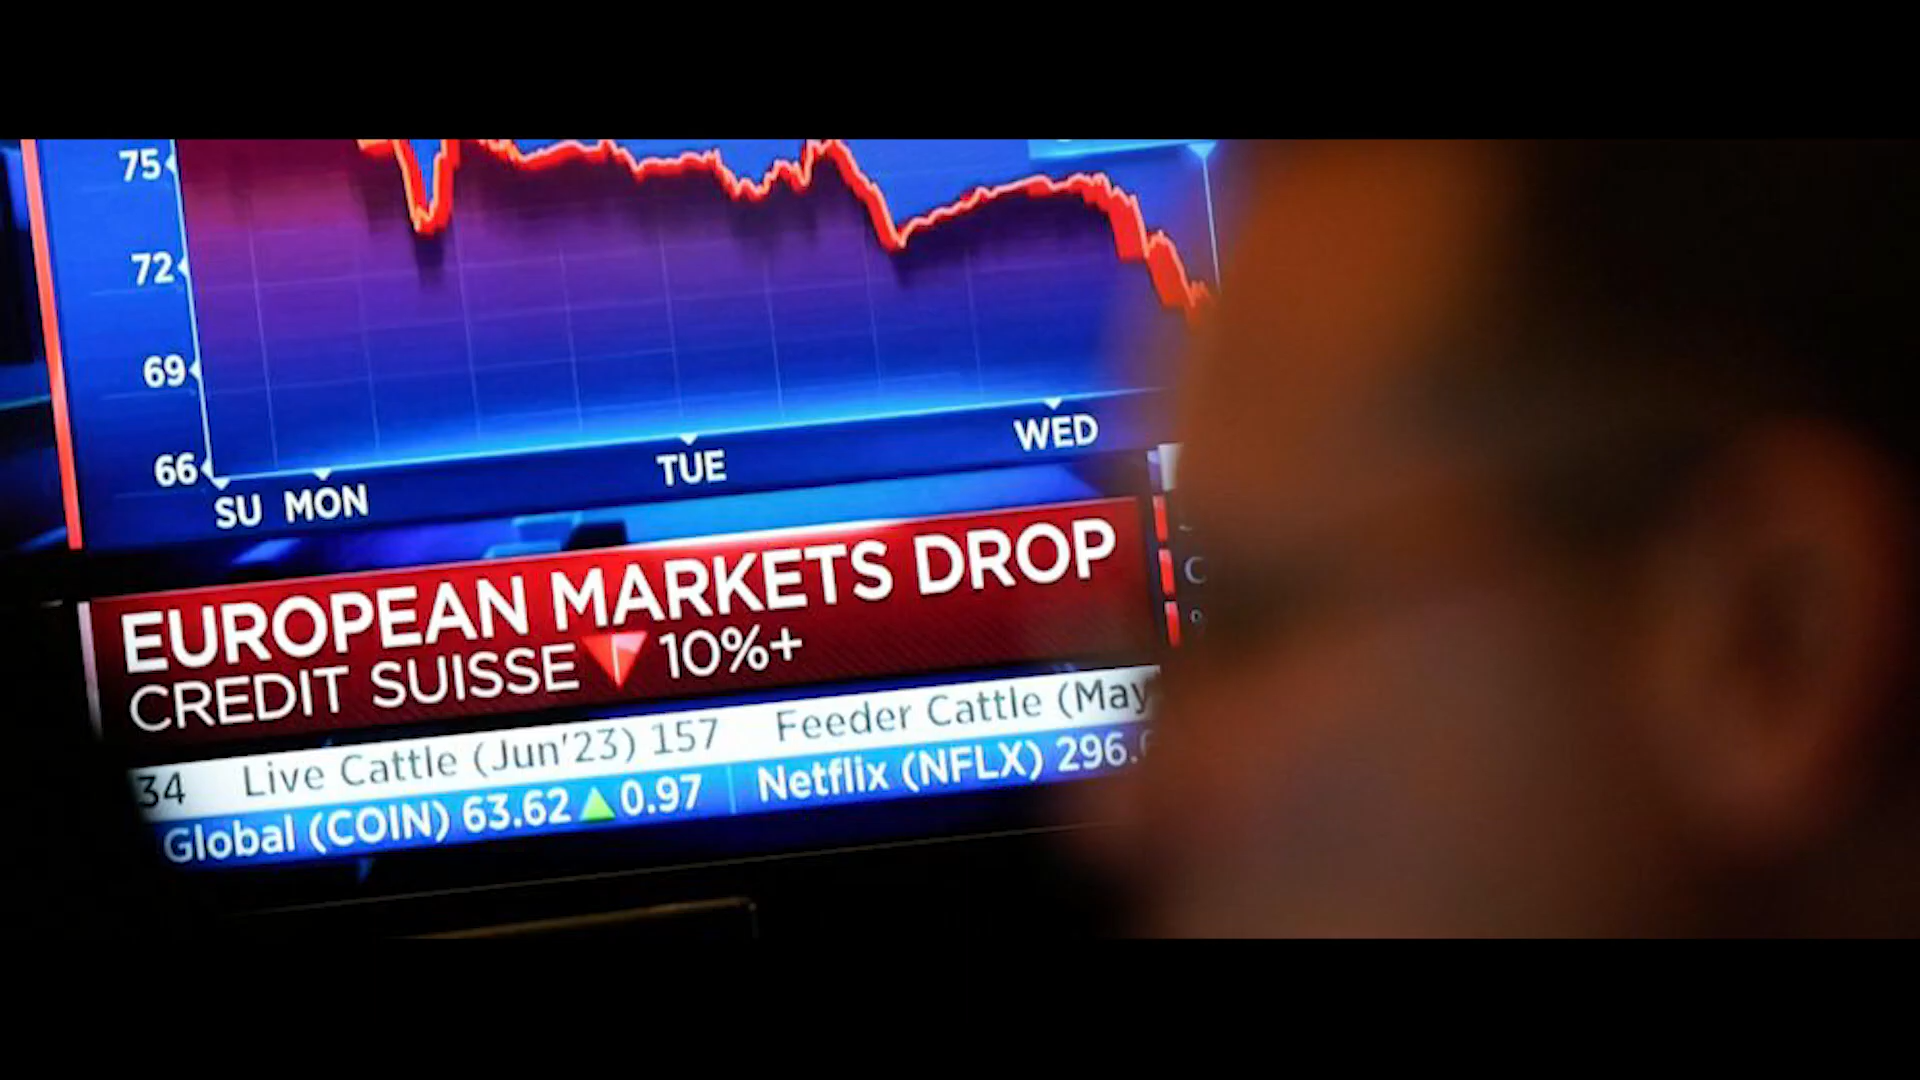 75
72
69
66
SU MON TUE WED
EUROPEAN MARKETS DROP
CREDIT SUISSE 10%+
34 Live Cattle (Jun'23) 157 Feeder Cattle (May
Global (COIN) 63.62 0.97 Netflix (NFLX) 296.